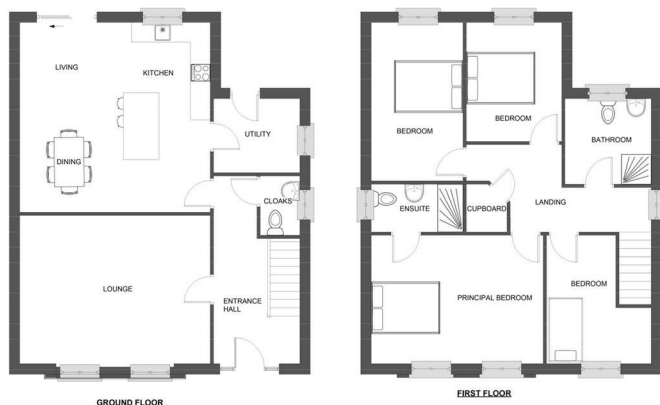 LIVING
KITCHEN
UTILITY
DINING
CLOAKS
LOUNGE
ENTRANCE
HALL
GROUND FLOOR
BEDROOM
BEDROOM
BATHROOM
ENSUITE
CUPBOARD
LANDING
PRINCIPAL BEDROOM
BEDROOM
FIRST FLOOR